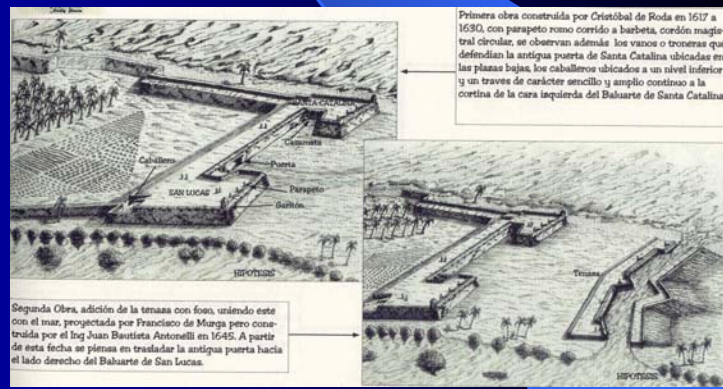 Primera obra construida por Cristóbal de Roda en 1617 a
1630, con parapeto romo corrido a barbeta, cordón magis-
tral circular, se observan además los vanos o troneras que
defendian la antigua puerta de Santa Catalina ubicadas en
las plazas bajas, los caballeros ubicados a un nivel inferior
y un traves de carácter sencillo y amplio continuo a la
cortina de la cara izquierda del Baluarte de Santa Catalina
SANTA CATALINA
Casamata
Caballero
Puerta
SAN LUCAS
Parapeto
Garitón
HIPOTESIS
Tenaza
HIPOTESIS
Segunda Obra, adición de la tenaza con foso, uniendo este
con el mar, proyectada por Francisco de Murga pero cons-
truida por el Ing Juan Bautista Antonelli en 1645. A partir
de esta fecha se piensa en trasladar la antigua puerta hacia
el lado derecho del Baluarte de San Lucas.